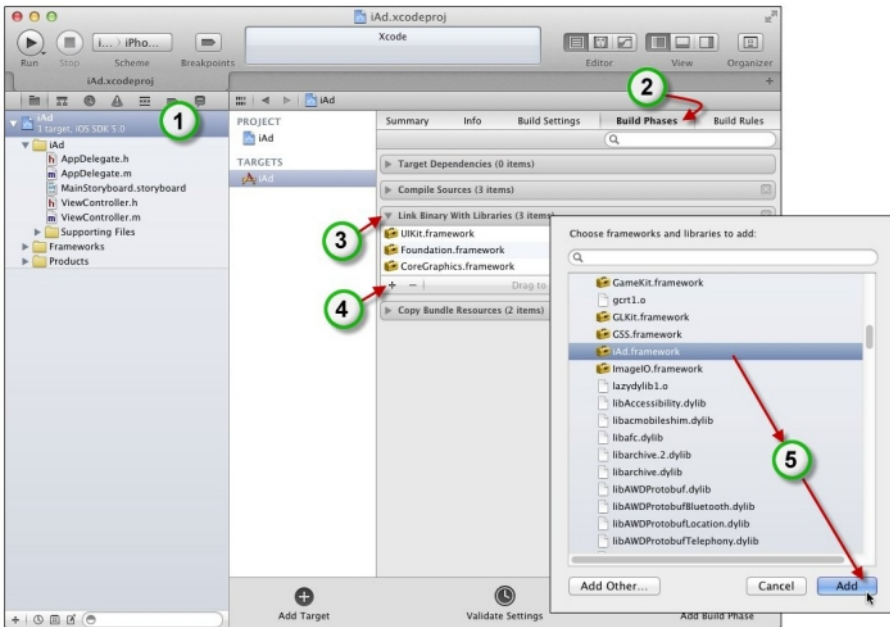 iAd.xcodeproj
Xcode
i... › iPho...
Run Stop Scheme Breakpoints
Editor View Organizer
iAd.xcodeproj
+
iAd
2
1
iAd
1 target, iOS SDK 5.0
iAd
h AppDelegate.h
m AppDelegate.m
MainStoryboard.storyboard
h ViewController.h
m ViewController.m
Supporting Files
Frameworks
Products
PROJECT
iAd
TARGETS
iAd
Summary Info Build Settings Build Phases Build Rules
Target Dependencies (0 items)
Compile Sources (3 items)
3
Link Binary With Libraries (3 items)
UIKit.framework
Foundation.framework
CoreGraphics.framework
4
+ − Drag to
Copy Bundle Resources (2 items)
Choose frameworks and libraries to add:
GameKit.framework
gcrt1.o
GLKit.framework
GSS.framework
iAd.framework
ImageIO.framework
lazydylib1.o
libAccessibility.dylib
libacmobileshim.dylib
libafc.dylib
libarchive.2.dylib
libarchive.dylib
libAWDProtobuf.dylib
libAWDProtobufBluetooth.dylib
libAWDProtobufLocation.dylib
libAWDProtobufTelephony.dylib
5
Add Other... Cancel Add
Add Target Validate Settings Add Build Phase
+